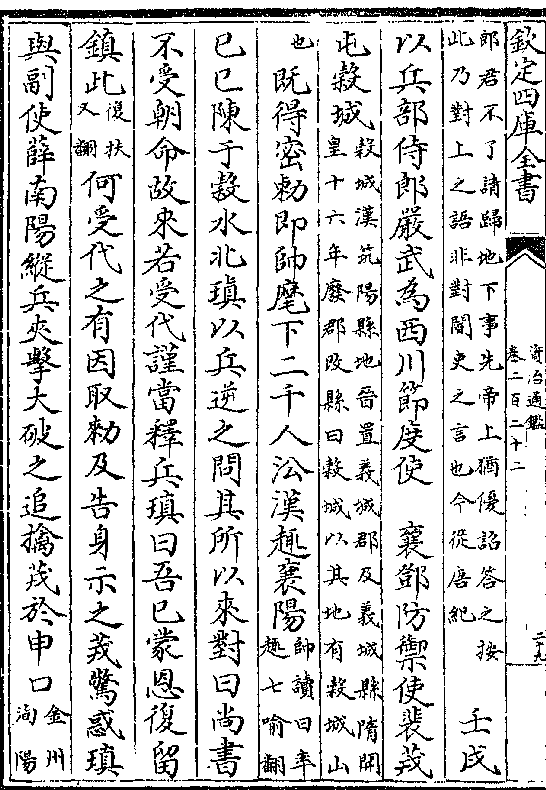 欽定四庫全書
資治通鑑
卷二百二十二
二十九
郎君不了請歸地下事先帝上猶優詔答之按
此乃對上之語非對閽吏之言也今從唐紀
壬戌
以兵部侍郎嚴武為西川節度使 襄鄧防禦使裴茙
屯穀城
穀城漢筑陽縣地晉置義城郡及義城縣隋開
皇十六年廢郡改縣曰穀城以其地有穀城山
也
既得密勅即帥麾下二千人㳂漢趣襄陽
帥讀曰率
趣七喻翻
己巳陳于穀水北瑱以兵逆之問其所以來對曰尚書
不受朝命故來若受代謹當釋兵瑱曰吾已蒙恩復留
鎮此
復扶
又翻
何受代之有因取勅及告身示之茙驚惑瑱
與副使薛南陽縱兵夾擊大破之追擒茙於申口
金州
洵陽